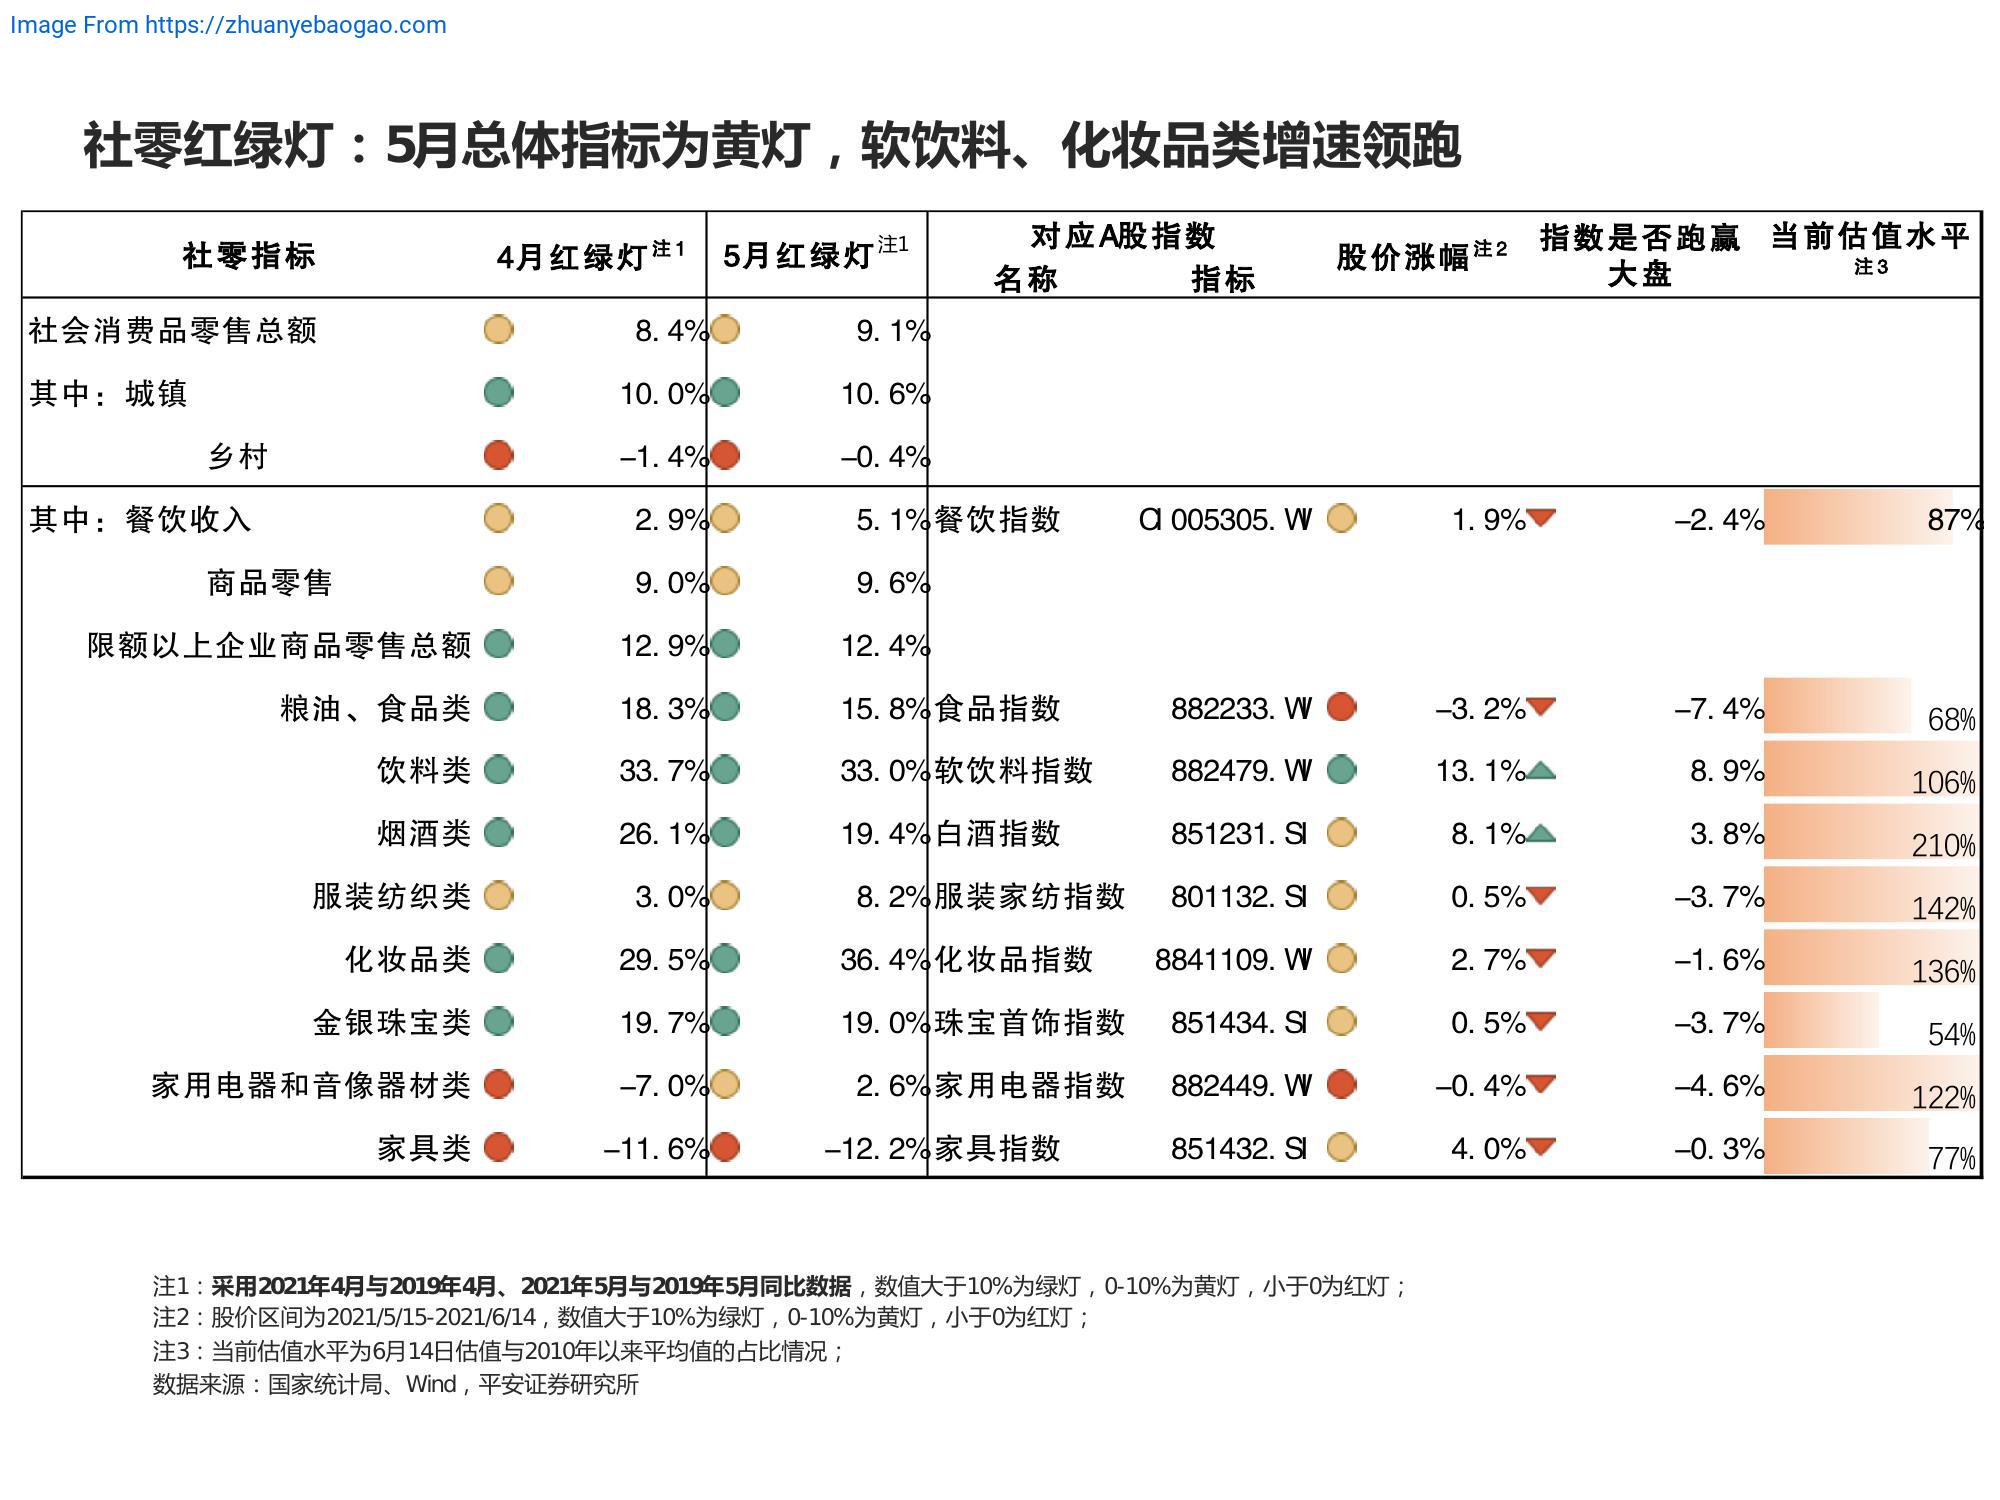 Image From https://zhuanyebaogao.com
社零红绿灯：5月总体指标为黄灯，软饮料、化妆品类增速领跑
社零指标 4月红绿灯注1 5月红绿灯注1 对应A股指数 名称 指标 股价涨幅注2 指数是否跑赢大盘 当前估值水平注3
社会消费品零售总额 8.4% 9.1%
其中：城镇 10.0% 10.6%
乡村 -1.4% -0.4%
其中：餐饮收入 2.9% 5.1% 餐饮指数 CI005305.WI 1.9% -2.4% 87%
商品零售 9.0% 9.6%
限额以上企业商品零售总额 12.9% 12.4%
粮油、食品类 18.3% 15.8% 食品指数 882233.WI -3.2% -7.4% 68%
饮料类 33.7% 33.0% 软饮料指数 882479.WI 13.1% 8.9% 106%
烟酒类 26.1% 19.4% 白酒指数 851231.SI 8.1% 3.8% 210%
服装纺织类 3.0% 8.2% 服装家纺指数 801132.SI 0.5% -3.7% 142%
化妆品类 29.5% 36.4% 化妆品指数 8841109.WI 2.7% -1.6% 136%
金银珠宝类 19.7% 19.0% 珠宝首饰指数 851434.SI 0.5% -3.7% 54%
家用电器和音像器材类 -7.0% 2.6% 家用电器指数 882449.WI -0.4% -4.6% 122%
家具类 -11.6% -12.2% 家具指数 851432.SI 4.0% -0.3% 77%
注1：采用2021年4月与2019年4月、2021年5月与2019年5月同比数据，数值大于10%为绿灯，0-10%为黄灯，小于0为红灯；
注2：股价区间为2021/5/15-2021/6/14，数值大于10%为绿灯，0-10%为黄灯，小于0为红灯；
注3：当前估值水平为6月14日估值与2010年以来平均值的占比情况；
数据来源：国家统计局、Wind，平安证券研究所